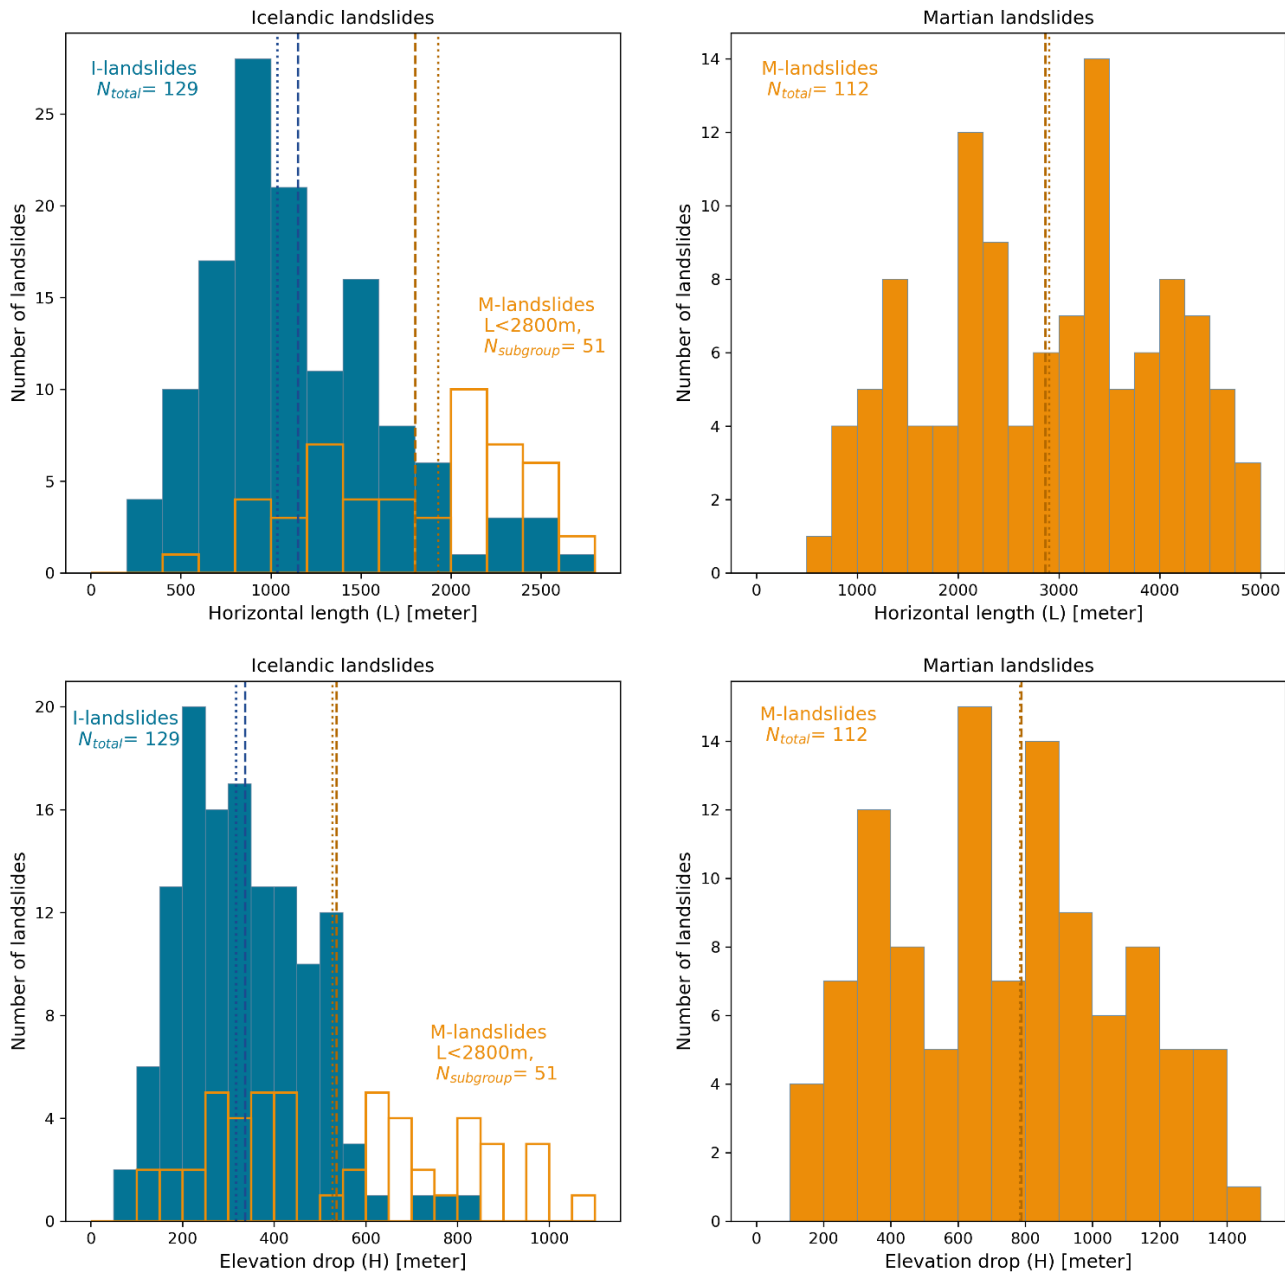 Icelandic landslides
I-landslides
N_total= 129
M-landslides
L<2800m,
N_subgroup= 51
Number of landslides
0
5
10
15
20
25
0 500 1000 1500 2000 2500
Horizontal length (L) [meter]
Martian landslides
M-landslides
N_total= 112
Number of landslides
0
2
4
6
8
10
12
14
0 1000 2000 3000 4000 5000
Horizontal length (L) [meter]
Icelandic landslides
I-landslides
N_total= 129
M-landslides
L<2800m,
N_subgroup= 51
Number of landslides
0
4
8
12
16
20
0 200 400 600 800 1000
Elevation drop (H) [meter]
Martian landslides
M-landslides
N_total= 112
Number of landslides
0
2
4
6
8
10
12
14
0 200 400 600 800 1000 1200 1400
Elevation drop (H) [meter]